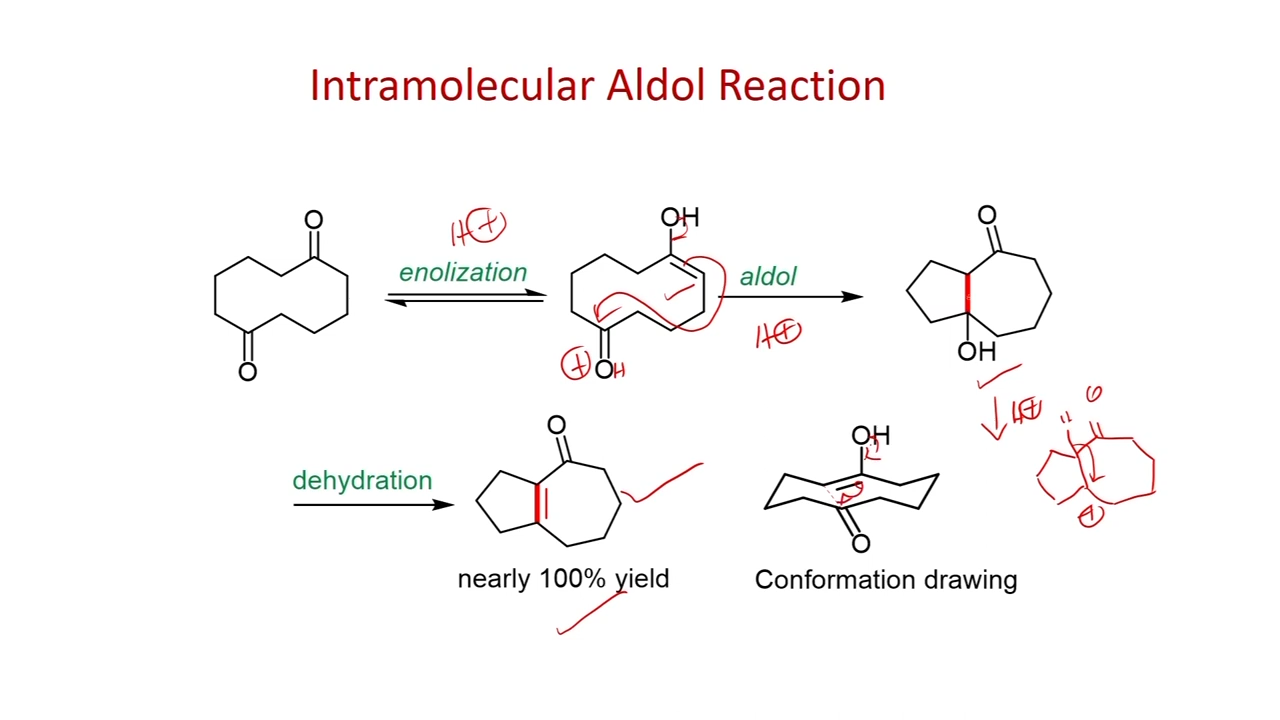 Intramolecular Aldol Reaction
O
O
H+
enolization
OH
+ OH
aldol
H+
O
OH
H+
O
H
+
dehydration
O
nearly 100% yield
OH
O
Conformation drawing